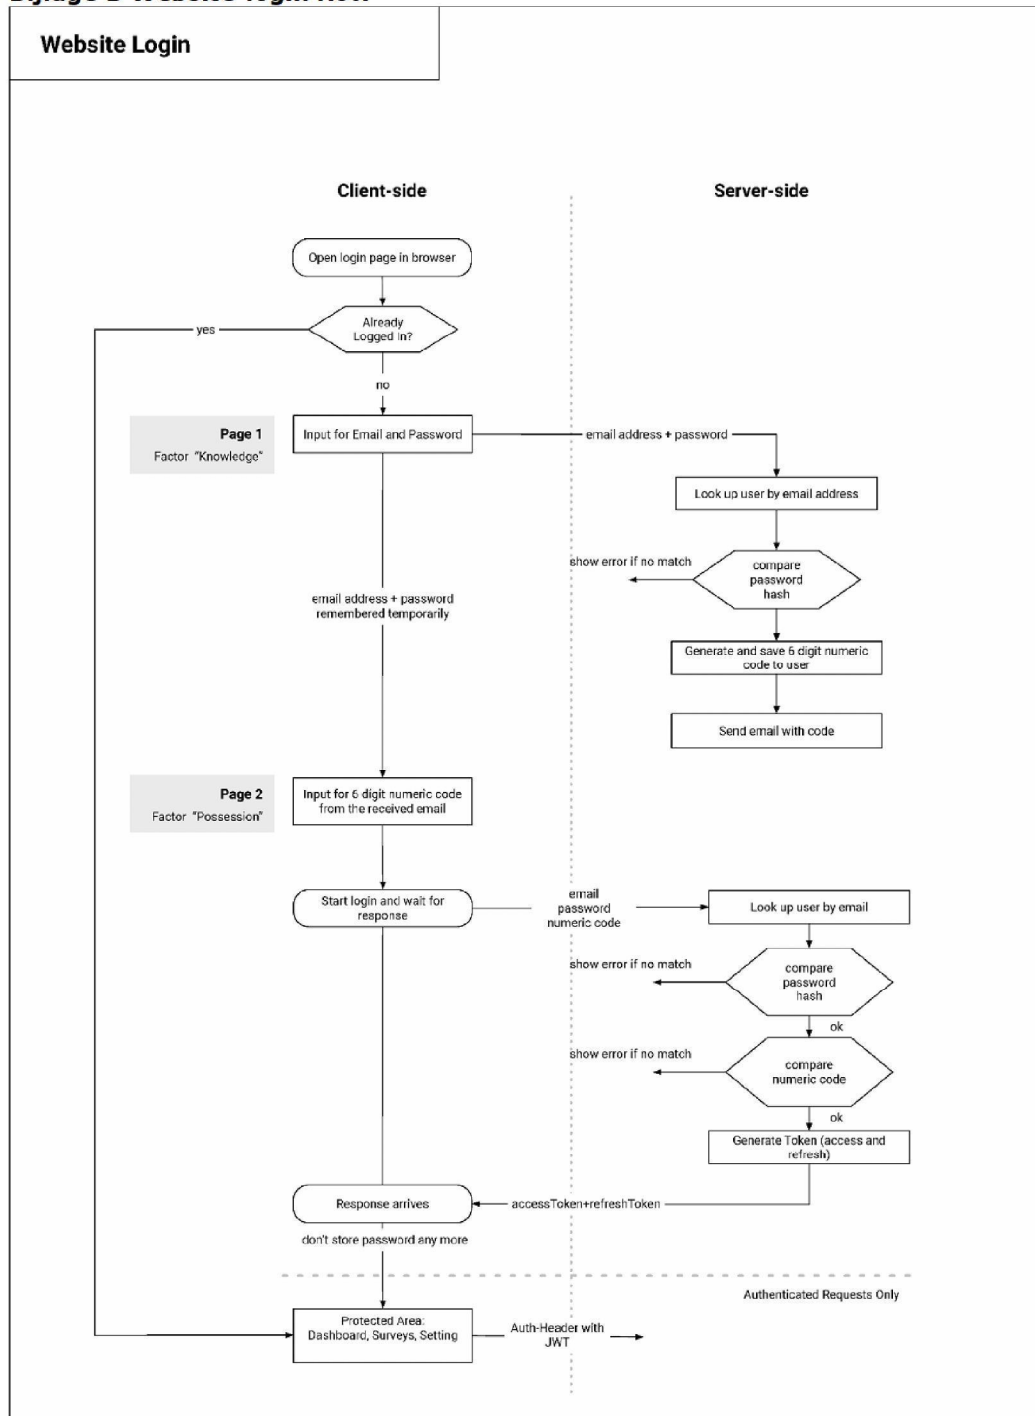 Website Login
Client-side
Server-side
Open login page in browser
Already
Logged In?
yes
no
Page 1
Factor "Knowledge"
Input for Email and Password
email address + password
Look up user by email address
show error if no match
compare
password
hash
email address + password
remembered temporarily
Generate and save 6 digit numeric
code to user
Send email with code
Page 2
Factor "Possession"
Input for 6 digit numeric code
from the received email
Start login and wait for
response
email
password
numeric code
Look up user by email
show error if no match
compare
password
hash
ok
show error if no match
compare
numeric code
ok
Generate Token (access and
refresh)
Response arrives
accessToken+refreshToken
don't store password any more
Authenticated Requests Only
Protected Area:
Dashboard, Surveys, Setting
Auth-Header with
JWT